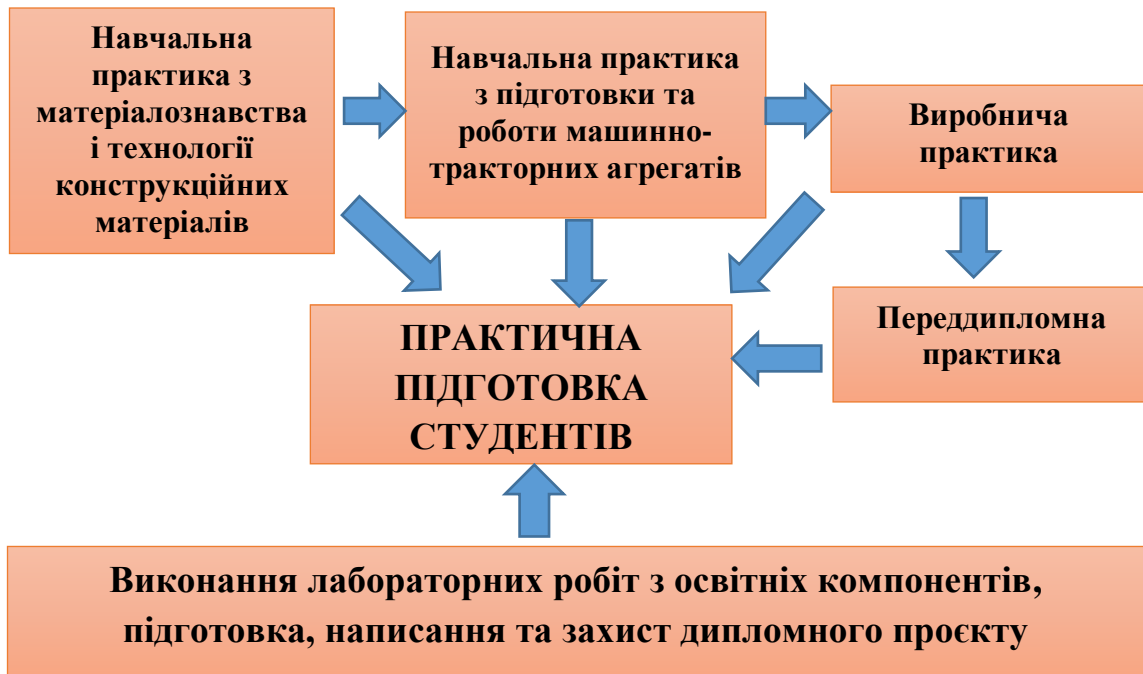 Навчальна
практика з
матеріалознавства
і технології
конструкційних
матеріалів
Навчальна практика
з підготовки та
роботи машинно-
тракторних агрегатів
Виробнича
практика
Переддипломна
практика
ПРАКТИЧНА
ПІДГОТОВКА
СТУДЕНТІВ
Виконання лабораторних робіт з освітніх компонентів,
підготовка, написання та захист дипломного проєкту